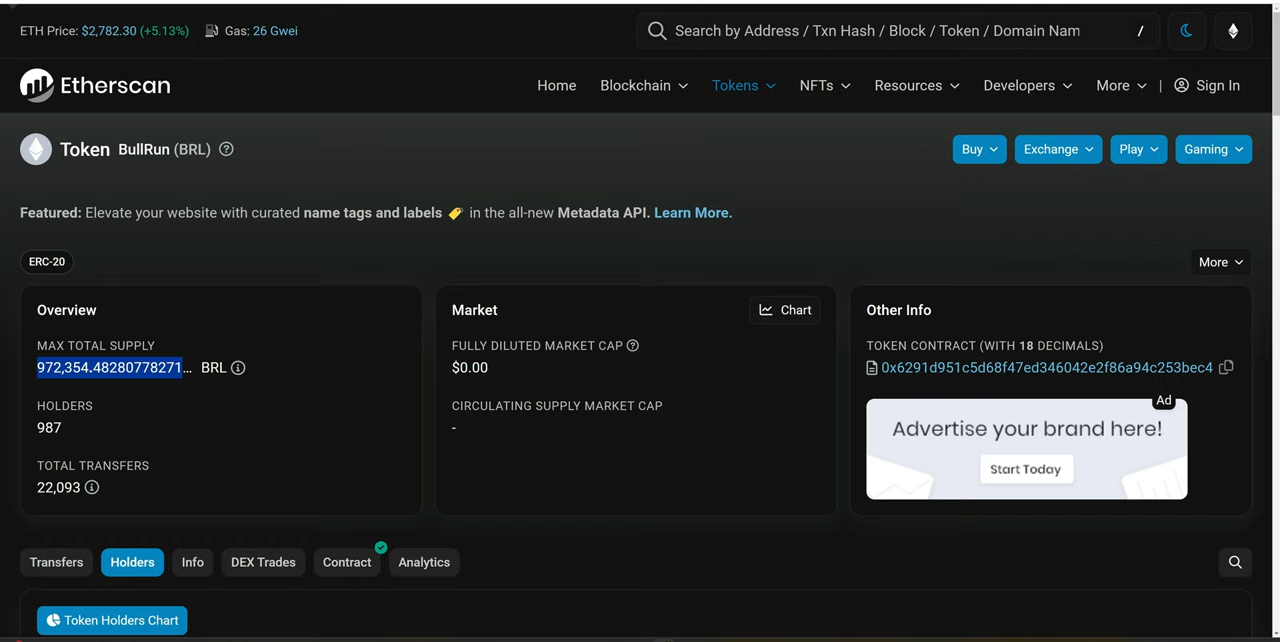 ETH Price: $2,782.30 (+5.13%) Gas: 26 Gwei
Search by Address / Txn Hash / Block / Token / Domain Nam /
Etherscan
Home Blockchain Tokens NFTs Resources Developers More | Sign In
Token BullRun (BRL)
Buy Exchange Play Gaming
Featured: Elevate your website with curated name tags and labels in the all-new Metadata API. Learn More.
ERC-20
More
Overview
MAX TOTAL SUPPLY
972,354.48280778271... BRL
HOLDERS
987
TOTAL TRANSFERS
22,093
Market
Chart
FULLY DILUTED MARKET CAP
$0.00
CIRCULATING SUPPLY MARKET CAP
-
Other Info
TOKEN CONTRACT (WITH 18 DECIMALS)
0x6291d951c5d68f47ed346042e2f86a94c253bec4
Ad
Advertise your brand here!
Start Today
Transfers Holders Info DEX Trades Contract Analytics
Token Holders Chart